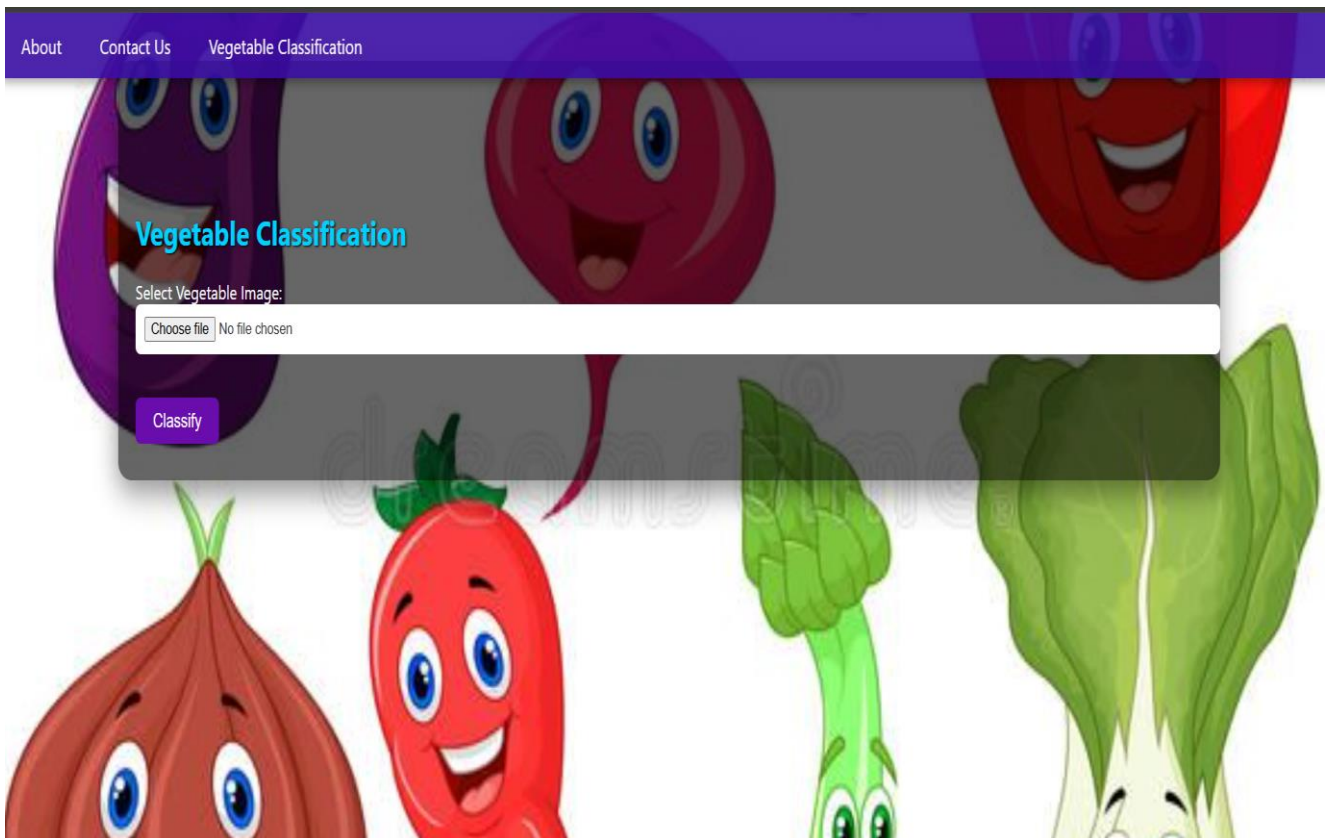 About Contact Us Vegetable Classification
Vegetable Classification
Select Vegetable Image:
Choose file No file chosen
dreamstime
Classify